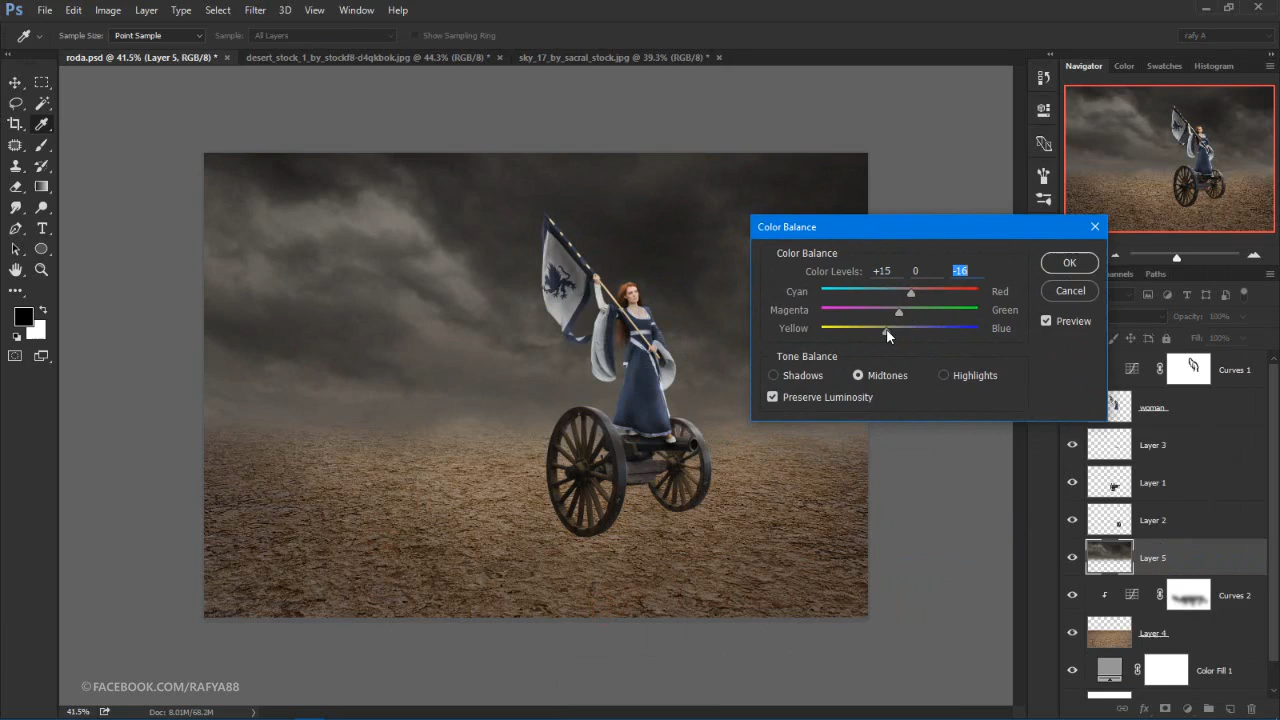 Ps File Edit Image Layer Type Select Filter 3D View Window Help
Sample Size: Point Sample Sample: All Layers Show Sampling Ring rafy A
roda.psd @ 41.5% (Layer 5, RGB/8) * × desert_stock_1_by_stockf8-d4qkbok.jpg @ 44.3% (RGB/8) * × sky_17_by_sacral_stock.jpg @ 39.3% (RGB/8) * ×
Navigator Color Swatches Histogram
Color Balance
Color Balance
Color Levels: +15 0 -16
OK
Cyan Red
Cancel
Magenta Green
Preview
Yellow Blue
Tone Balance
Shadows Midtones Highlights
Preserve Luminosity
Paths
Opacity: 100%
Fill: 100%
Curves 1
woman
Layer 3
Layer 1
Layer 2
Layer 5
Curves 2
Layer 4
Color Fill 1
©FACEBOOK.COM/RAFYA88
41.5% Doc: 8.01M/68.2M